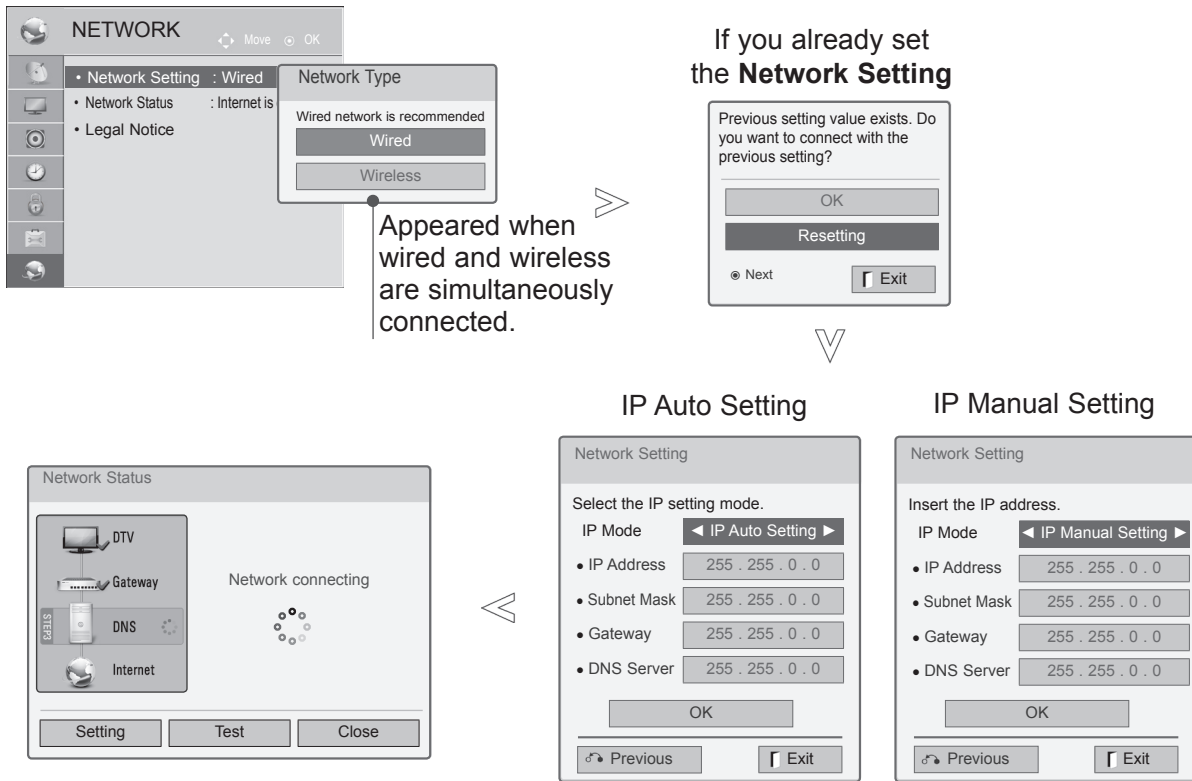 NETWORK
Move OK
• Network Setting : Wired
• Network Status : Internet is
• Legal Notice
Network Type
Wired network is recommended
Wired
Wireless
Appeared when
wired and wireless
are simultaneously
connected.
If you already set
the Network Setting
Previous setting value exists. Do
you want to connect with the
previous setting?
OK
Resetting
Next
Exit
IP Auto Setting
Network Setting
Select the IP setting mode.
IP Mode ◄ IP Auto Setting ►
• IP Address 255 . 255 . 0 . 0
• Subnet Mask 255 . 255 . 0 . 0
• Gateway 255 . 255 . 0 . 0
• DNS Server 255 . 255 . 0 . 0
OK
Previous
Exit
IP Manual Setting
Network Setting
Insert the IP address.
IP Mode ◄ IP Manual Setting ►
• IP Address 255 . 255 . 0 . 0
• Subnet Mask 255 . 255 . 0 . 0
• Gateway 255 . 255 . 0 . 0
• DNS Server 255 . 255 . 0 . 0
OK
Previous
Exit
Network Status
DTV
Gateway
STEP3
DNS
Internet
Network connecting
Setting
Test
Close